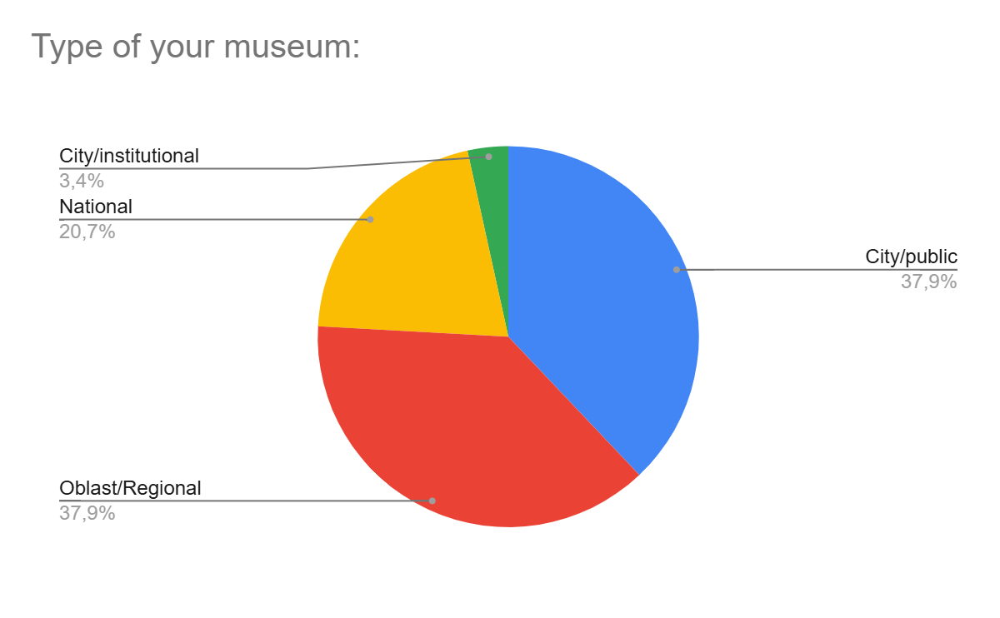 Type of your museum:
City/institutional
3,4%
National
20,7%
City/public
37,9%
Oblast/Regional
37,9%